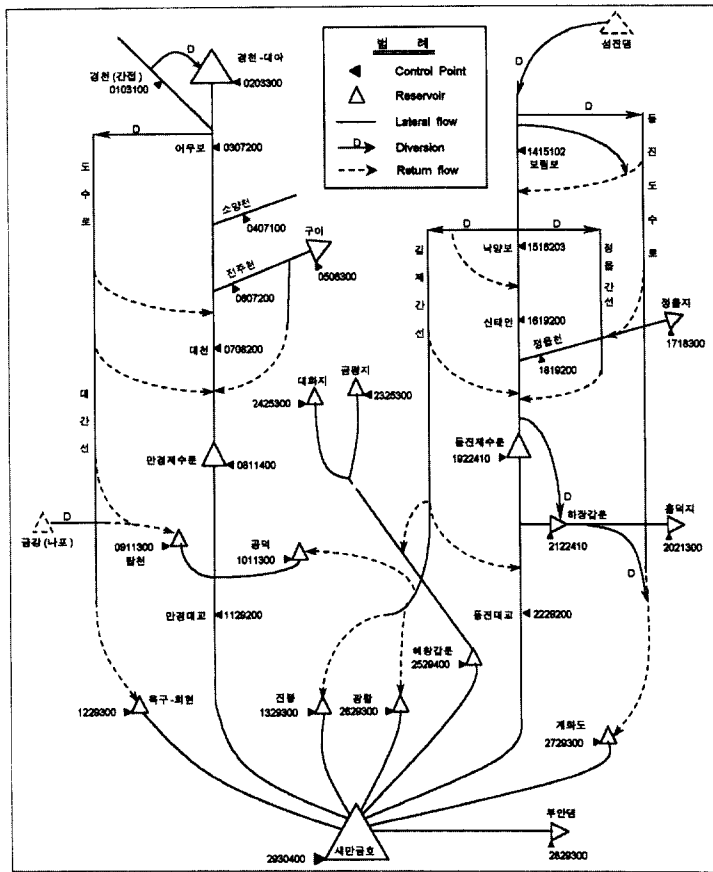 범 례
Control Point
Reservoir
Lateral flow
D
Diversion
Return flow
경천 (간접)
0103100
D
경천-대아
0203300
D
어우보
0307200
도수로
소양천
0407100
구이
0506300
전주천
0607200
대천
0708200
대간선
만경제수문
0811400
금강 (나포)
D
0911300
탑천
공덕
1011300
만경대교
1129200
옥구-회현
1229300
진봉
1329300
광활
2629300
대화지
2425300
금평지
2325300
해창갑문
2529400
섬진댐
D
D
동진도수로
1415102
보림보
D
D
낙양보
1516203
김제간선
정읍간선
신태인
1619200
정읍지
1718300
정읍천
1819200
동진제수문
1922410
D
하장갑문
2122410
흥덕지
2021300
D
동진대교
2228200
계화도
2729300
새만금호
2930400
부안댐
2829300